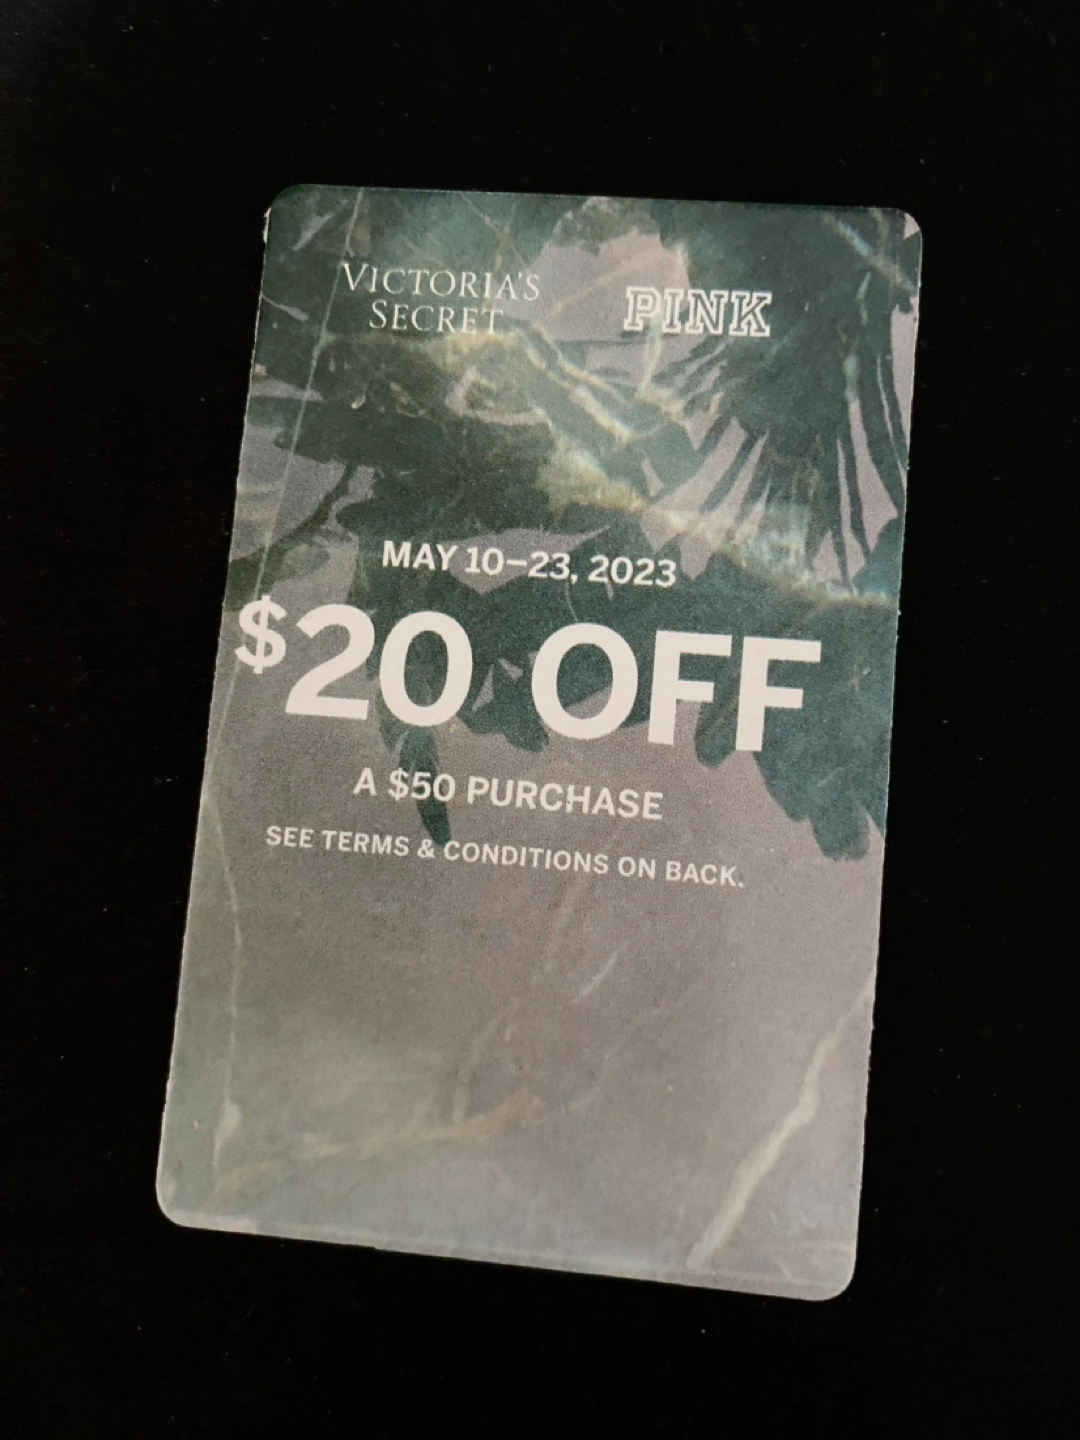 VICTORIA'S
SECRET
PINK
MAY 10–23, 2023
$20 OFF
A $50 PURCHASE
SEE TERMS & CONDITIONS ON BACK.